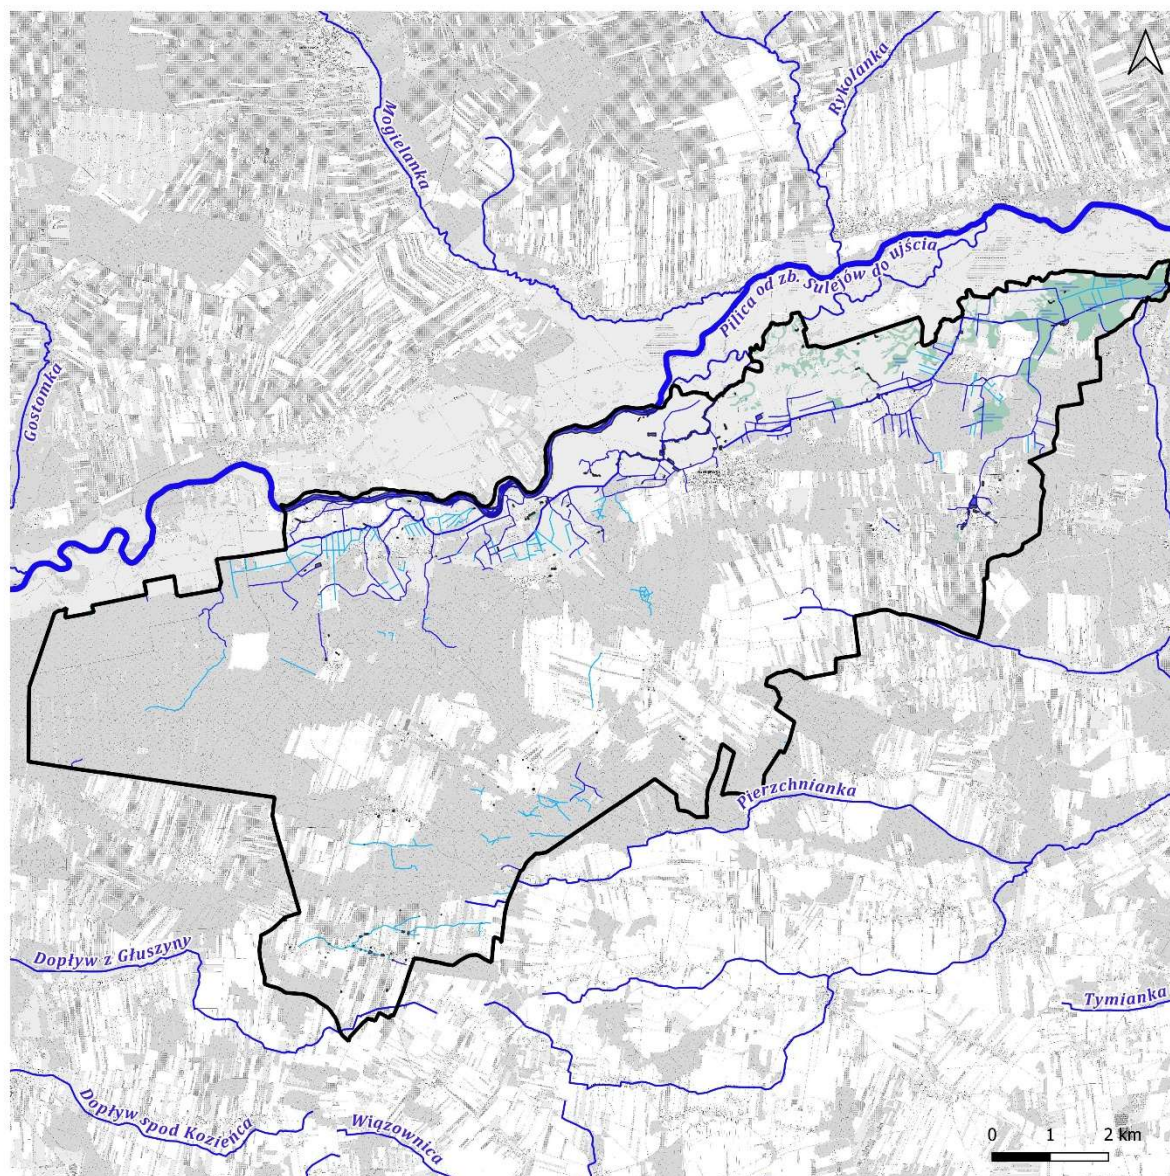 Mogielanka
Rykolanka
Pilica od zb. Sulejów do ujścia
Gostomka
Pierzchnianka
Dopływ z Głuszyny
Tymianka
Dopływ spod Kozieńca
Wiązownica
0 1 2 km